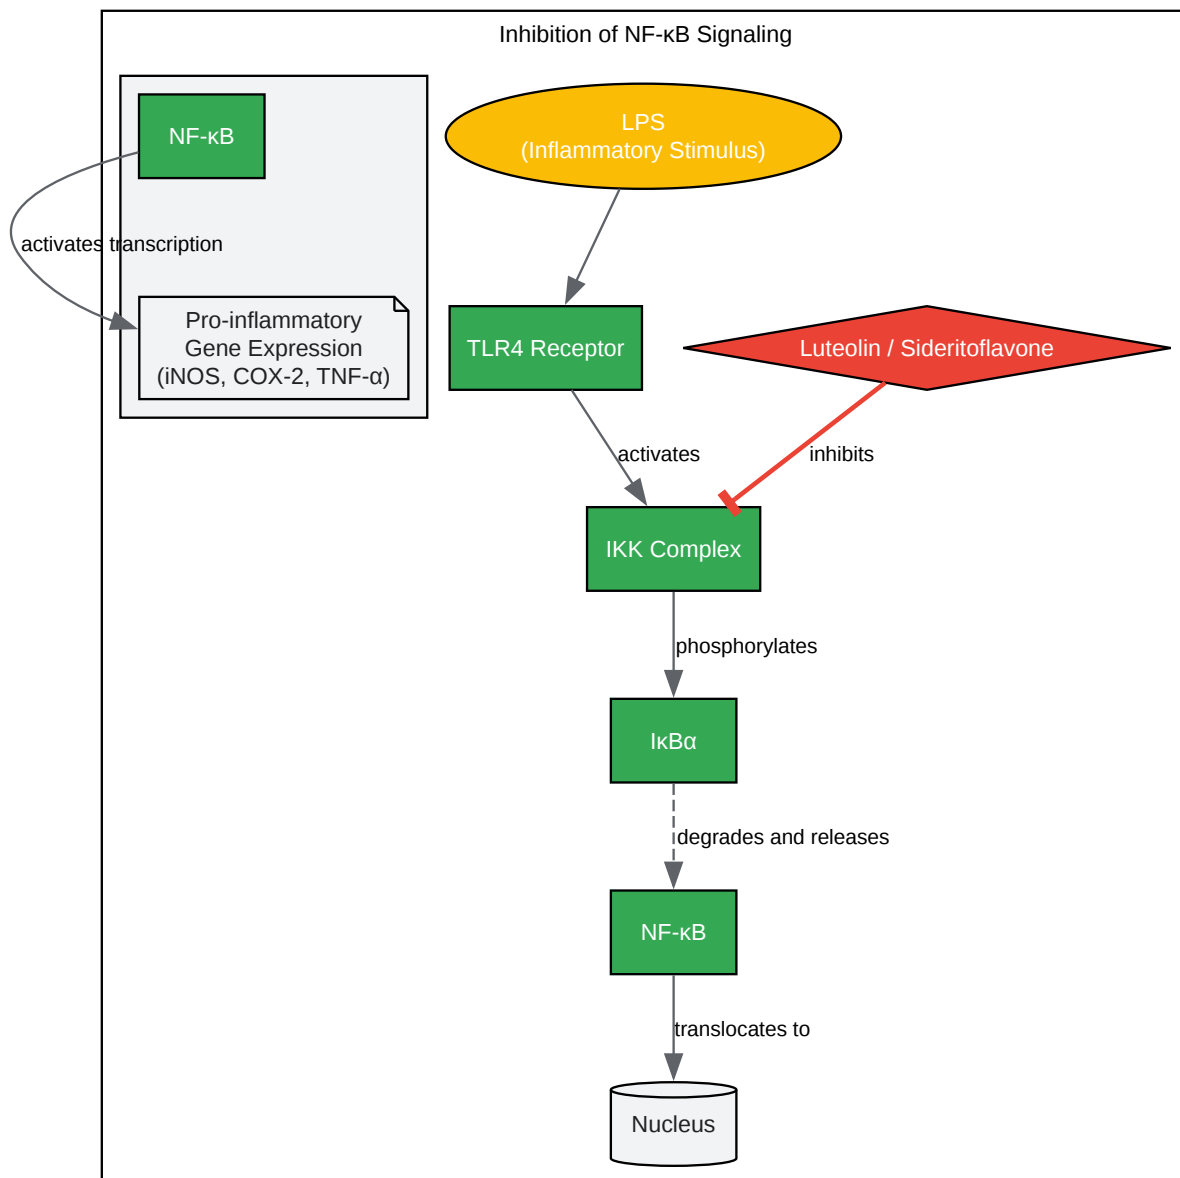 Inhibition of NF-κB Signaling
NF-κB
LPS
(Inflammatory Stimulus)
activates transcription
Pro-inflammatory
Gene Expression
(iNOS, COX-2, TNF-α)
TLR4 Receptor
Luteolin / Sideritoflavone
activates
inhibits
IKK Complex
phosphorylates
IκBα
degrades and releases
NF-κB
translocates to
Nucleus